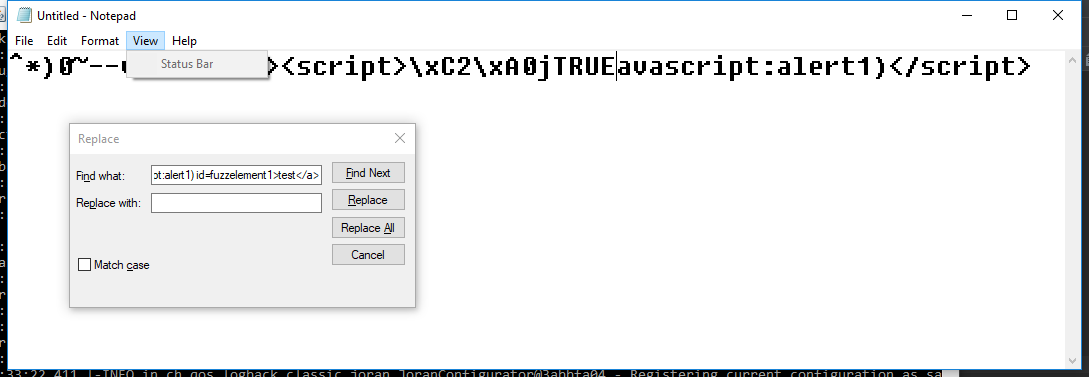 Untitled - Notepad
File Edit Format View Help
Status Bar
^*)0~-- ><script>\xC2\xA0jTRUEavascript:alert1)</script>
Replace
Find what: pt:alert1) id=fuzzelement1>test</a> Find Next
Replace with: Replace
Replace All
Match case Cancel
:33:22,411 |-INFO in ch.qos.logback.classic.joran.JoranConfigurator@3abbfa04 - Registering current configuration as sa